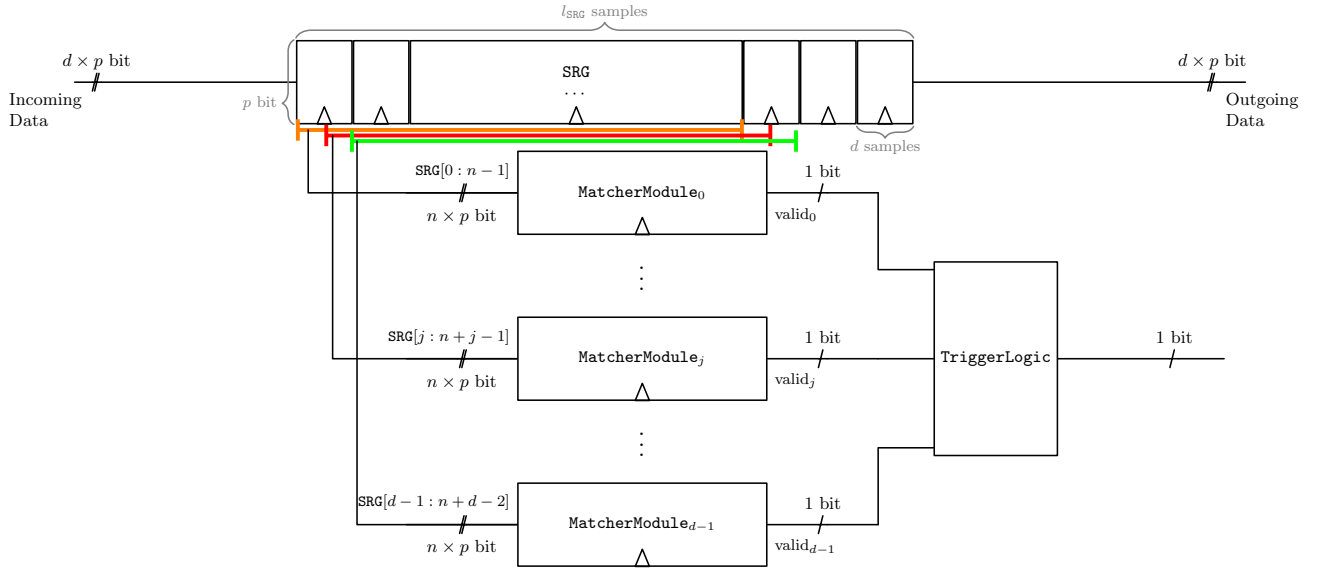 l_SRG samples
d × p bit
d × p bit
SRG
...
p bit
Incoming
Data
Outgoing
Data
d samples
SRG[0 : n−1]
1 bit
MatcherModule_0
n × p bit
valid_0
SRG[j : n + j−1]
1 bit
1 bit
MatcherModule_j
TriggerLogic
n × p bit
valid_j
SRG[d−1 : n + d−2]
1 bit
MatcherModule_{d−1}
n × p bit
valid_{d−1}